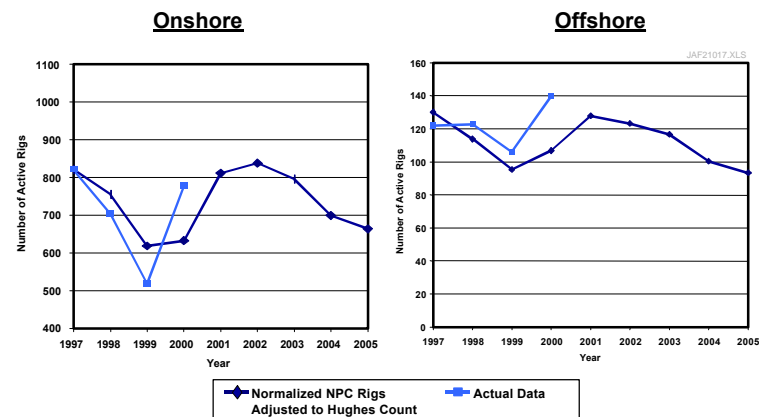 Onshore
Offshore
JAF21017.XLS
Number of Active Rigs
1100
1000
900
800
700
600
500
400
1997 1998 1999 2000 2001 2002 2003 2004 2005
Year
Number of Active Rigs
160
140
120
100
80
60
40
20
0
1997 1998 1999 2000 2001 2002 2003 2004 2005
Year
Normalized NPC Rigs
Adjusted to Hughes Count
Actual Data